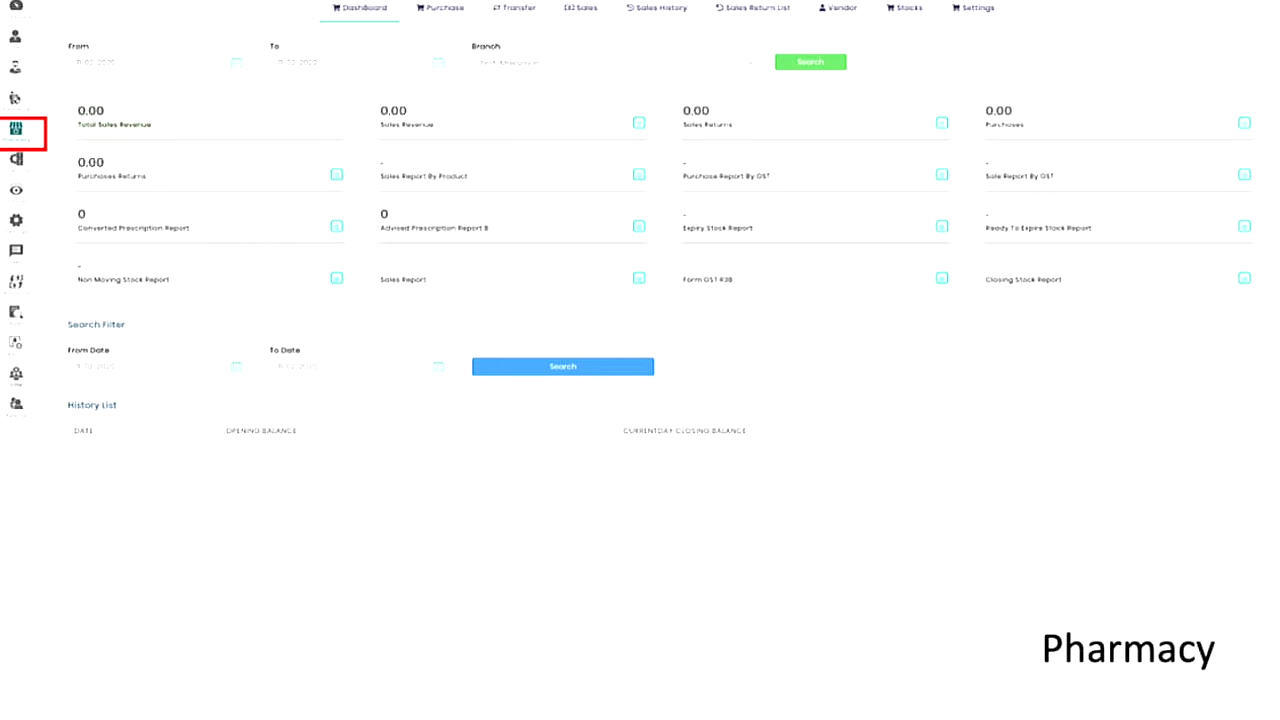 DashBoard Purchase Transfer Sales Sales History Sales Return List Vendor Stocks Settings
From To Branch
Search
0.00 0.00 0.00 0.00
Total Sales Revenue Sales Revenue Sales Returns Purchases
0.00 - - -
Purchases Returns Sales Report By Product Purchase Report By GST Sale Report By GST
0 0 - -
Converted Prescription Report Advised Prescription Report B Expiry Stock Report Ready To Expire Stock Report
-
Non Moving Stock Report Sales Report Form GST R3B Closing Stock Report
Search Filter
From Date To Date
Search
History List
DATE OPENING BALANCE CURRENTDAY CLOSING BALANCE
Pharmacy